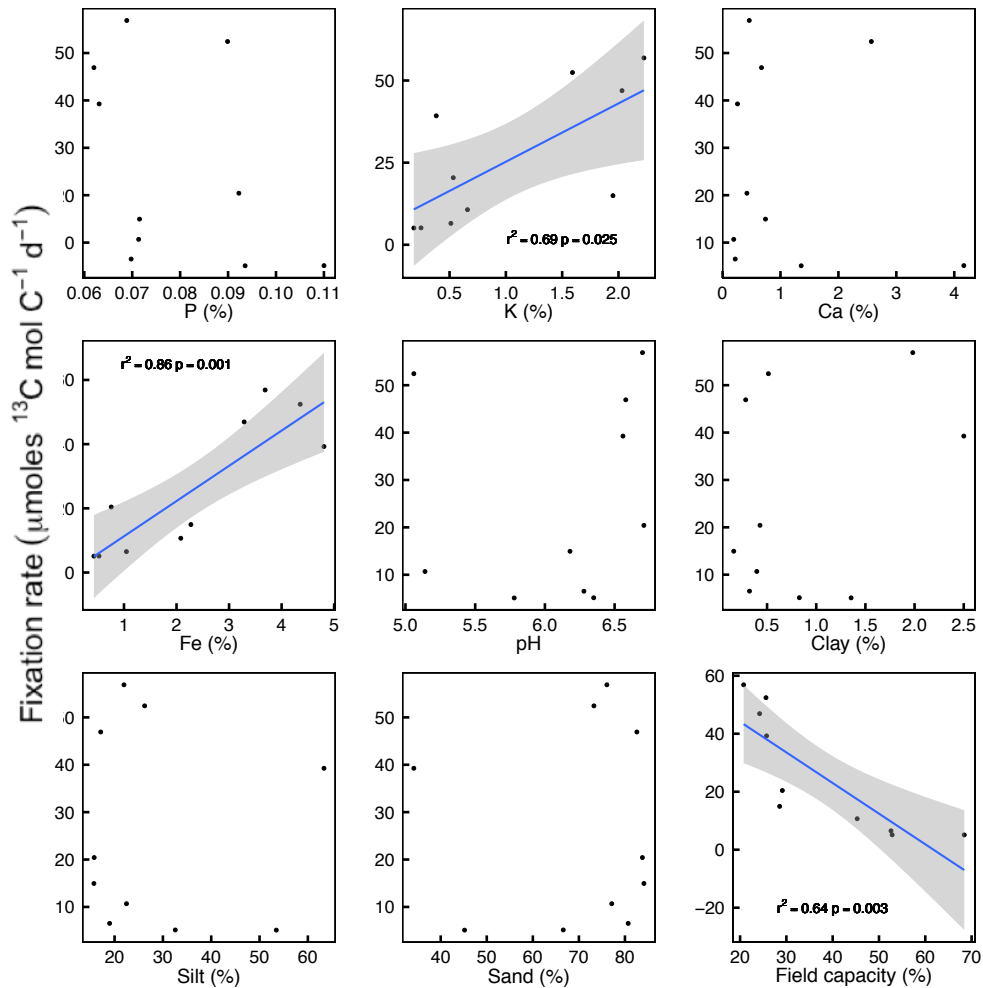 Fixation rate (μmoles ¹³C mol C⁻¹ d⁻¹)
50
40
30
0
0.06 0.07 0.08 0.09 0.10 0.11
P (%)
50
25
0
r² = 0.69 p = 0.025
0.5 1.0 1.5 2.0
K (%)
50
40
30
20
10
0 1 2 3 4
Ca (%)
r² = 0.86 p = 0.001
0
1 2 3 4 5
Fe (%)
50
40
30
20
10
5.0 5.5 6.0 6.5
pH
50
40
30
20
10
0.5 1.0 1.5 2.0 2.5
Clay (%)
40
30
20
10
20 30 40 50 60
Silt (%)
50
40
30
20
10
40 50 60 70 80
Sand (%)
60
40
20
0
−20
r² = 0.64 p = 0.003
20 30 40 50 60 70
Field capacity (%)